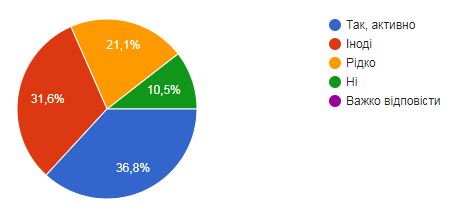 21,1%
10,5%
31,6%
36,8%
Так, активно
Іноді
Рідко
Ні
Важко відповісти